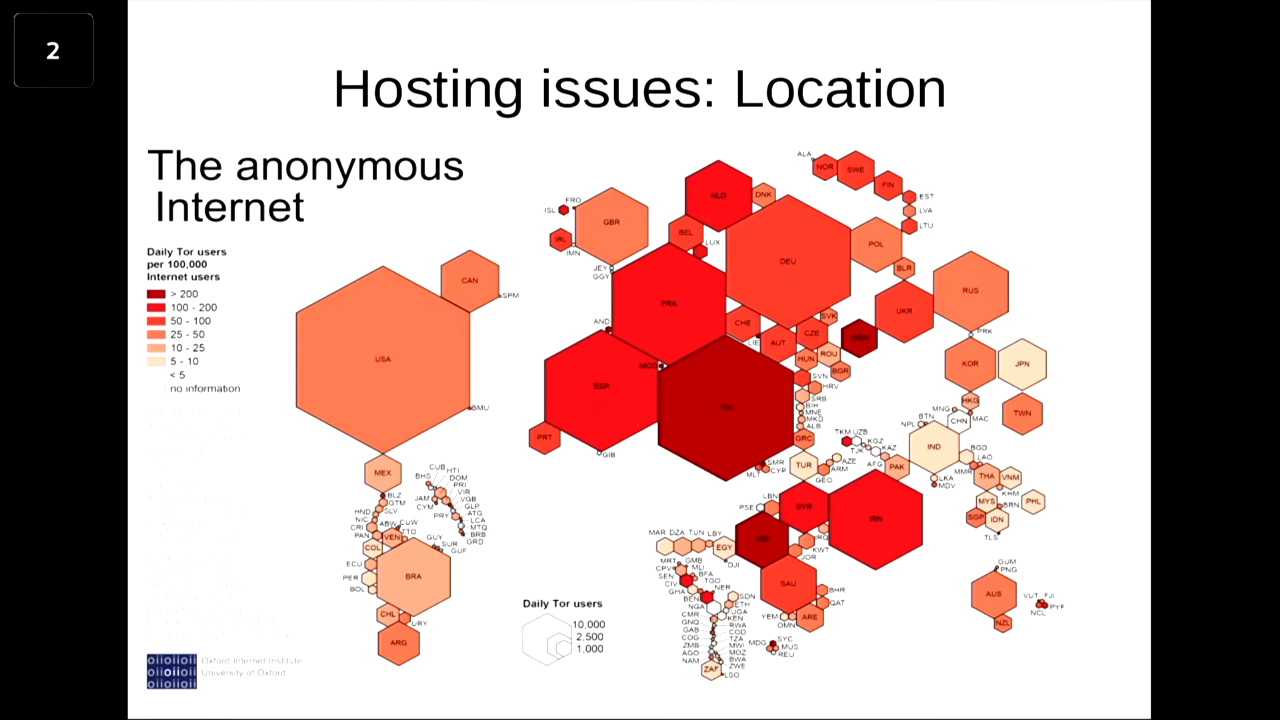 2
Hosting issues: Location
The anonymous
Internet
Daily Tor users
per 100,000
Internet users
> 200
100 - 200
50 - 100
25 - 50
10 - 25
5 - 10
< 5
no information
ALA
NOR
SWE
FIN
EST
LVA
LTU
NLD
DNK
FRO
ISL
GBR
IRL
IMN
BEL
LUX
DEU
POL
BLR
JEY
GGY
CAN
SPM
RUS
UKR
FRA
AND
CHE
LIE
AUT
SVK
CZE
HUN
ROU
BGR
PRK
USA
MCO
ESP
KOR
JPN
SVN
HRV
SRB
BIH
MNE
MKD
ALB
GRC
BMU
HKG
MNG
MAC
BTN
CHN
NPL
TWN
PRT
GIB
TKM
UZB
KGZ
TJK
KAZ
IND
BGD
LAO
MMR
SMR
MLT
CYP
TUR
AZE
ARM
GEO
AFG
PAK
LKA
MDV
THA
VNM
KHM
MEX
CUB
HTI
BHS
DOM
PRI
VIR
JAM
VGB
CYM
GLP
PRY
ATG
LCA
MTQ
BRB
GRD
BLZ
GTM
SLV
HND
NIC
CRI
PAN
ABW
CUW
TTO
VEN
GUY
SUR
GUF
COL
ECU
PER
BOL
BRA
CHL
URY
ARG
LBN
PSE
SYR
IRN
IRQ
KWT
JOR
MYS
BRN
PHL
SGP
IDN
TLS
MAR
DZA
TUN
LBY
EGY
DJI
SAU
BHR
QAT
ARE
YEM
OMN
MRT
GMB
CPV
MLI
SEN
BFA
CIV
TGO
GHA
NER
BEN
SDN
NGA
ETH
UGA
CMR
KEN
GNQ
RWA
GAB
COD
COG
TZA
ZMB
MWI
AGO
MOZ
NAM
BWA
ZWE
ZAF
LSO
MDG
SYC
MUS
REU
GUM
PNG
AUS
NZL
VUT
FJI
PYF
NCL
Daily Tor users
10,000
2,500
1,000
Oxford Internet Institute
University of Oxford